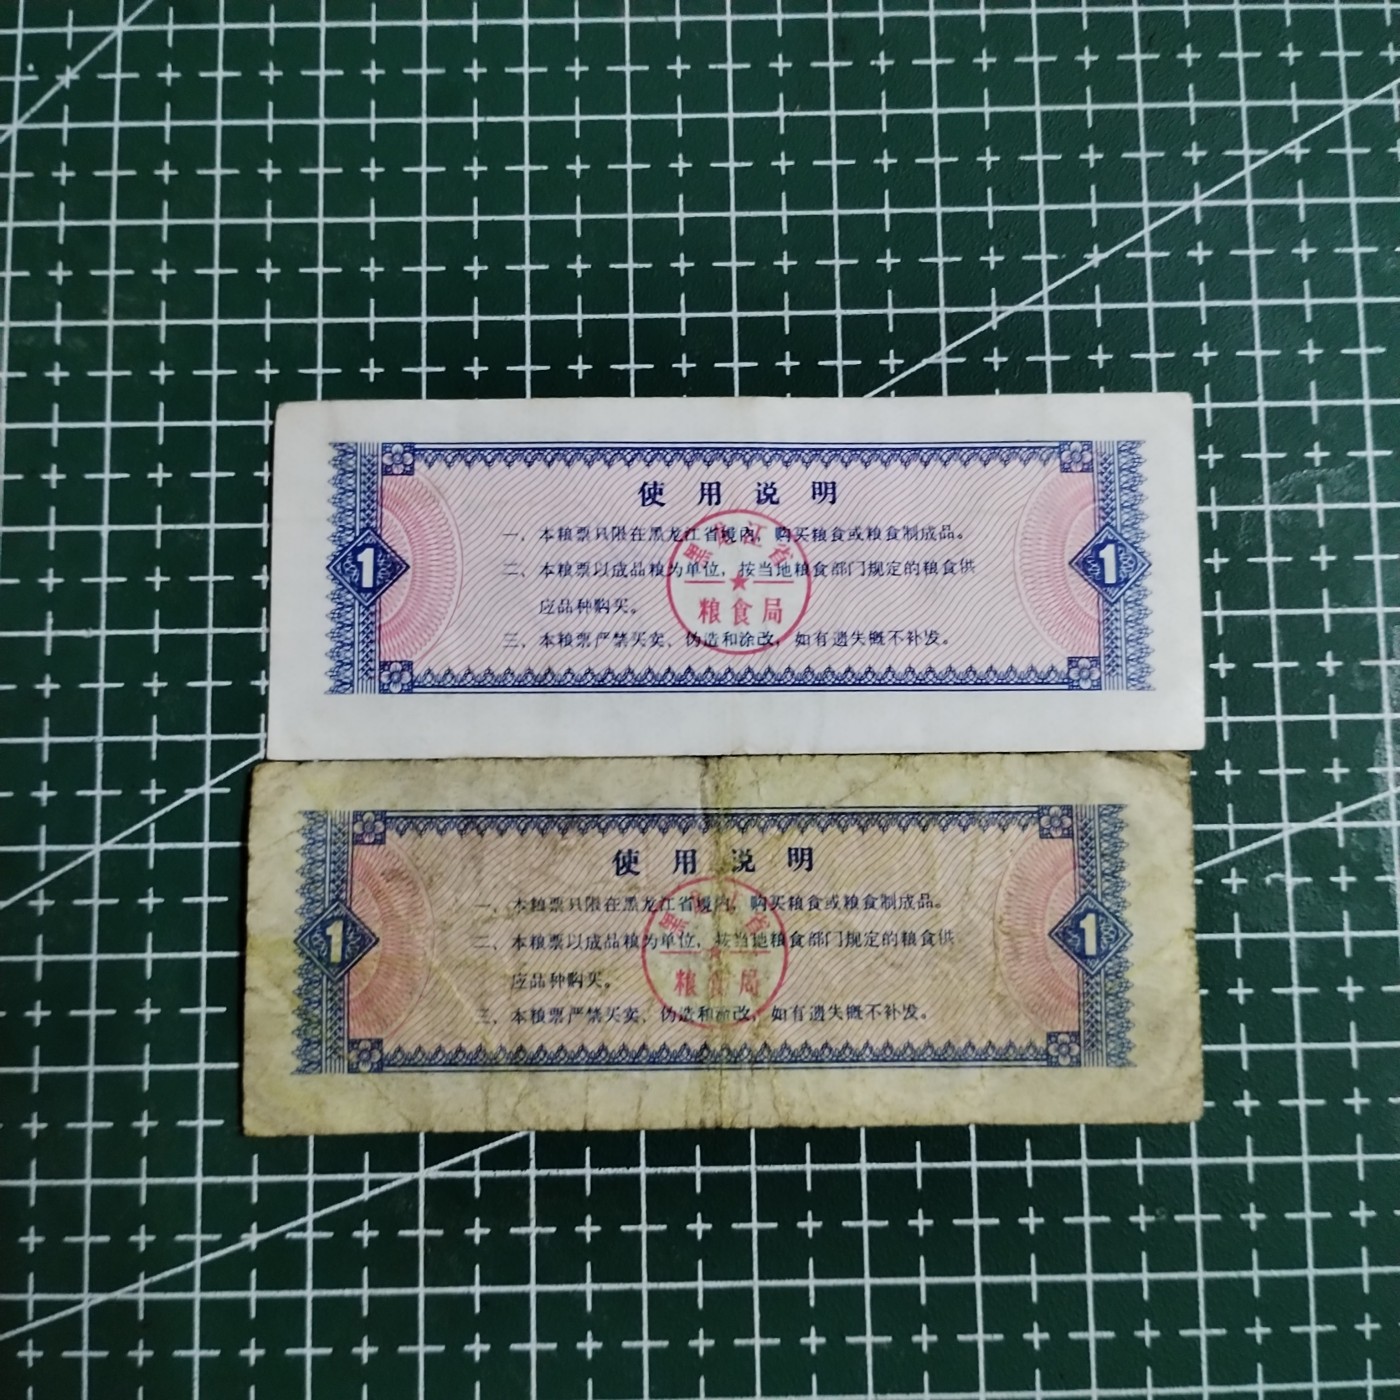 使用说明
一、本粮票只限在黑龙江省境内，购买粮食或粮食制成品。
二、本粮票以成品粮为单位，按当地粮食部门规定的粮食供
应品种购买。
三、本粮票严禁买卖、伪造和涂改，如有遗失概不补发。
黑龙江省
粮食局
1
1
使用说明
一、本粮票只限在黑龙江省境内，购买粮食或粮食制成品。
二、本粮票以成品粮为单位，按当地粮食部门规定的粮食供
应品种购买。
三、本粮票严禁买卖、伪造和涂改，如有遗失概不补发。
黑龙江省
粮食局
1
1